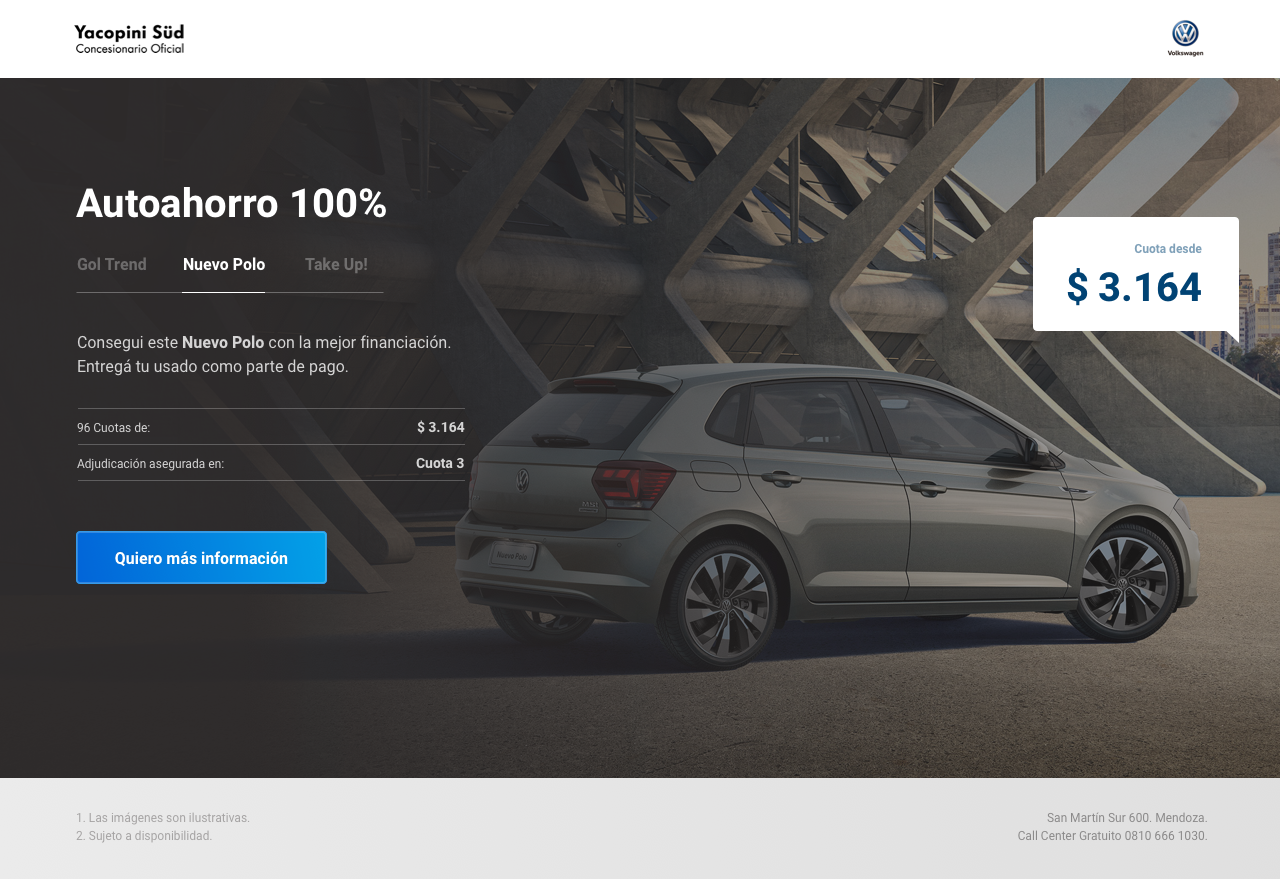 Yacopini Süd
Concesionario Oficial
Volkswagen
Autoahorro 100%
Gol Trend
Nuevo Polo
Take Up!
Cuota desde
$ 3.164
Consegui este Nuevo Polo con la mejor financiación.
Entregá tu usado como parte de pago.
96 Cuotas de: $ 3.164
Adjudicación asegurada en: Cuota 3
Quiero más información
MSI
Nuevo Polo
1. Las imágenes son ilustrativas.
2. Sujeto a disponibilidad.
San Martín Sur 600. Mendoza.
Call Center Gratuito 0810 666 1030.